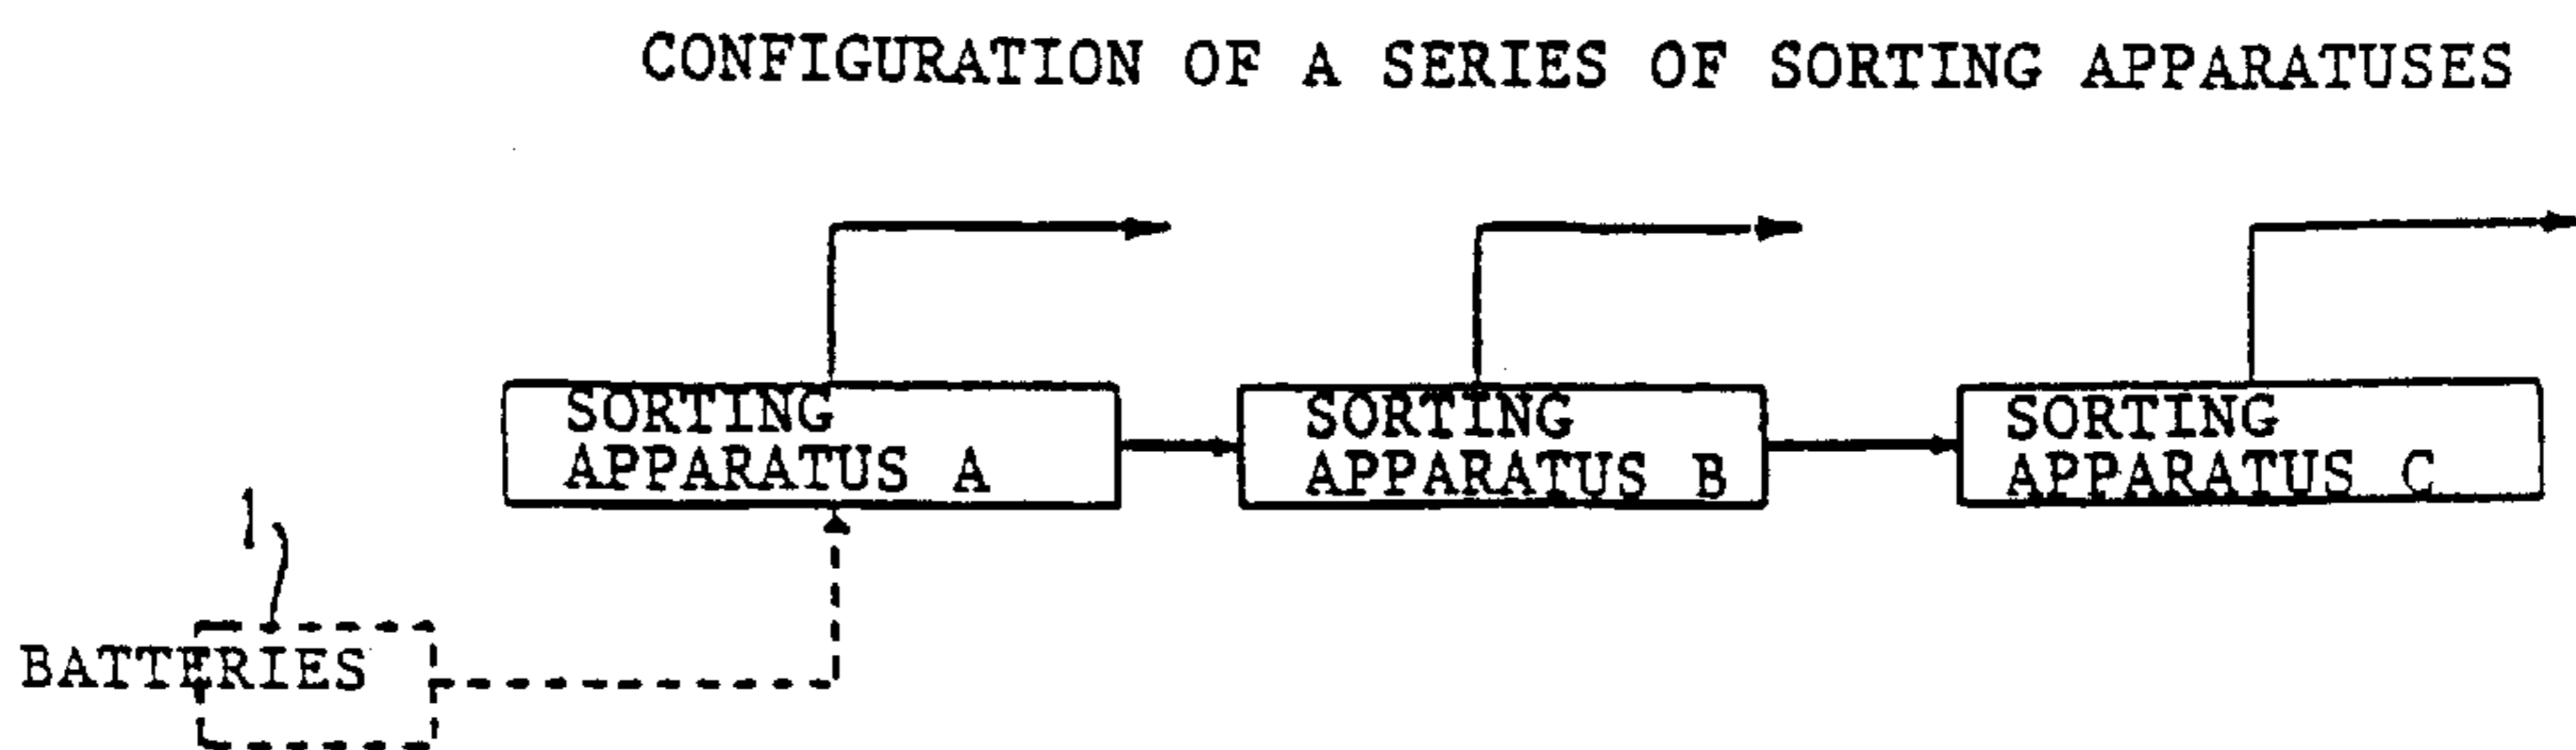 CONFIGURATION OF A SERIES OF SORTING APPARATUSES
SORTING
APPARATUS A
SORTING
APPARATUS B
SORTING
APPARATUS C
1
BATTERIES